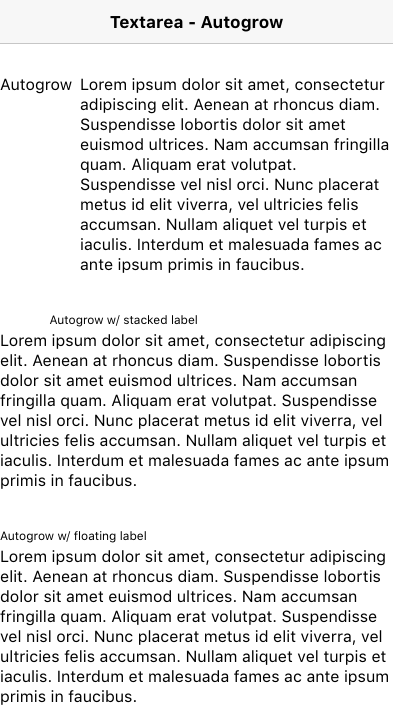 Textarea - Autogrow
Autogrow Lorem ipsum dolor sit amet, consectetur
adipiscing elit. Aenean at rhoncus diam.
Suspendisse lobortis dolor sit amet
euismod ultrices. Nam accumsan fringilla
quam. Aliquam erat volutpat.
Suspendisse vel nisl orci. Nunc placerat
metus id elit viverra, vel ultricies felis
accumsan. Nullam aliquet vel turpis et
iaculis. Interdum et malesuada fames ac
ante ipsum primis in faucibus.
Autogrow w/ stacked label
Lorem ipsum dolor sit amet, consectetur adipiscing
elit. Aenean at rhoncus diam. Suspendisse lobortis
dolor sit amet euismod ultrices. Nam accumsan
fringilla quam. Aliquam erat volutpat. Suspendisse
vel nisl orci. Nunc placerat metus id elit viverra, vel
ultricies felis accumsan. Nullam aliquet vel turpis et
iaculis. Interdum et malesuada fames ac ante ipsum
primis in faucibus.
Autogrow w/ floating label
Lorem ipsum dolor sit amet, consectetur adipiscing
elit. Aenean at rhoncus diam. Suspendisse lobortis
dolor sit amet euismod ultrices. Nam accumsan
fringilla quam. Aliquam erat volutpat. Suspendisse
vel nisl orci. Nunc placerat metus id elit viverra, vel
ultricies felis accumsan. Nullam aliquet vel turpis et
iaculis. Interdum et malesuada fames ac ante ipsum
primis in faucibus.